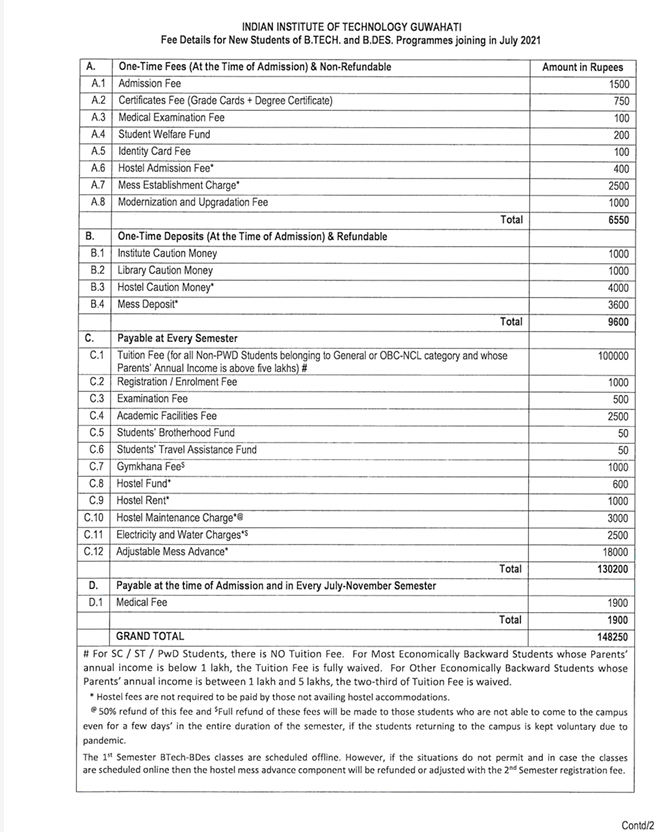 INDIAN INSTITUTE OF TECHNOLOGY GUWAHATI
Fee Details for New Students of B.TECH. and B.DES. Programmes joining in July 2021
A. One-Time Fees (At the Time of Admission) & Non-Refundable Amount in Rupees
A.1 Admission Fee 1500
A.2 Certificates Fee (Grade Cards + Degree Certificate) 750
A.3 Medical Examination Fee 100
A.4 Student Welfare Fund 200
A.5 Identity Card Fee 100
A.6 Hostel Admission Fee* 400
A.7 Mess Establishment Charge* 2500
A.8 Modernization and Upgradation Fee 1000
Total 6550
B. One-Time Deposits (At the Time of Admission) & Refundable
B.1 Institute Caution Money 1000
B.2 Library Caution Money 1000
B.3 Hostel Caution Money* 4000
B.4 Mess Deposit* 3600
Total 9600
C. Payable at Every Semester
C.1 Tuition Fee (for all Non-PWD Students belonging to General or OBC-NCL category and whose 100000
Parents' Annual Income is above five lakhs) #
C.2 Registration / Enrolment Fee 1000
C.3 Examination Fee 500
C.4 Academic Facilities Fee 2500
C.5 Students' Brotherhood Fund 50
C.6 Students' Travel Assistance Fund 50
C.7 Gymkhana Fee$ 1000
C.8 Hostel Fund* 600
C.9 Hostel Rent* 1000
C.10 Hostel Maintenance Charge*@ 3000
C.11 Electricity and Water Charges*$ 2500
C.12 Adjustable Mess Advance* 18000
Total 130200
D. Payable at the time of Admission and in Every July-November Semester
D.1 Medical Fee 1900
Total 1900
GRAND TOTAL 148250
# For SC / ST / PwD Students, there is NO Tuition Fee. For Most Economically Backward Students whose Parents'
annual income is below 1 lakh, the Tuition Fee is fully waived. For Other Economically Backward Students whose
Parents' annual income is between 1 lakh and 5 lakhs, the two-third of Tuition Fee is waived.
* Hostel fees are not required to be paid by those not availing hostel accommodations.
@ 50% refund of this fee and $Full refund of these fees will be made to those students who are not able to come to the campus
even for a few days' in the entire duration of the semester, if the students returning to the campus is kept voluntary due to
pandemic.
The 1st Semester BTech-BDes classes are scheduled offline. However, if the situations do not permit and in case the classes
are scheduled online then the hostel mess advance component will be refunded or adjusted with the 2nd Semester registration fee.
Contd/2